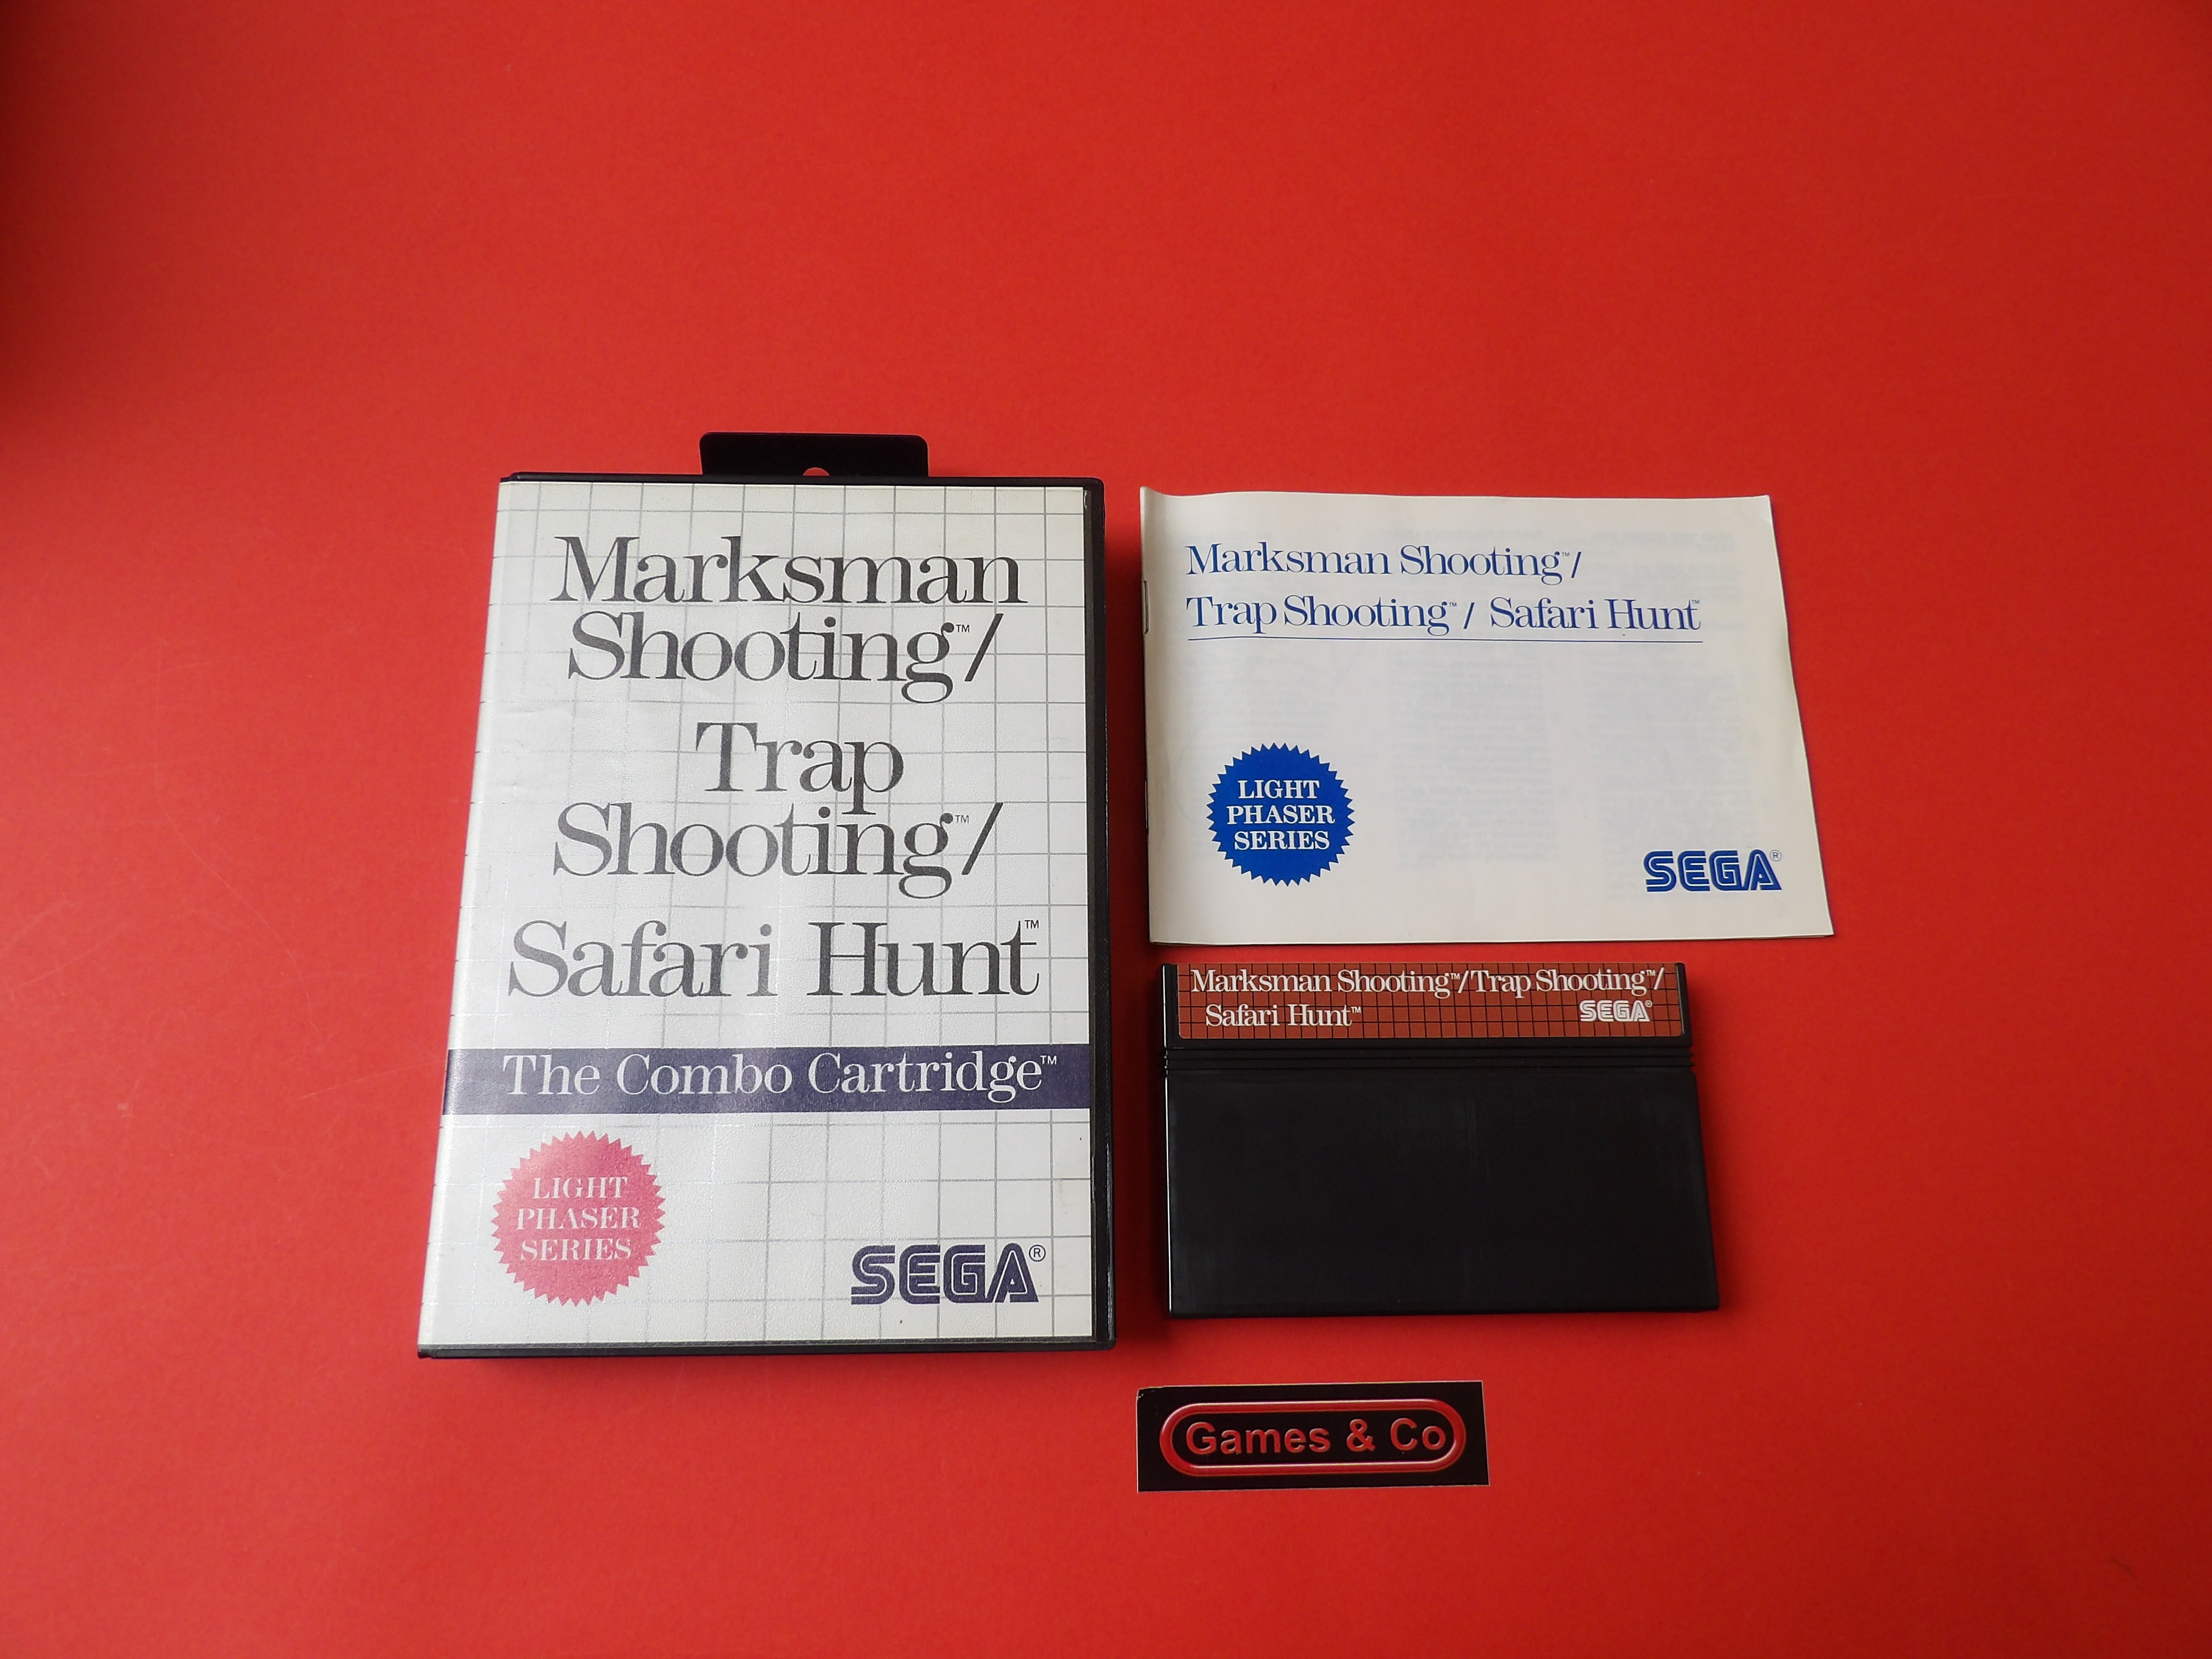 Marksman
Shooting™/
Trap
Shooting™/
Safari Hunt™
The Combo Cartridge™
LIGHT
PHASER
SERIES
SEGA®
Marksman Shooting™/
Trap Shooting™ / Safari Hunt™
LIGHT
PHASER
SERIES
SEGA®
Marksman Shooting™/Trap Shooting™/
Safari Hunt™
SEGA®
Games & Co